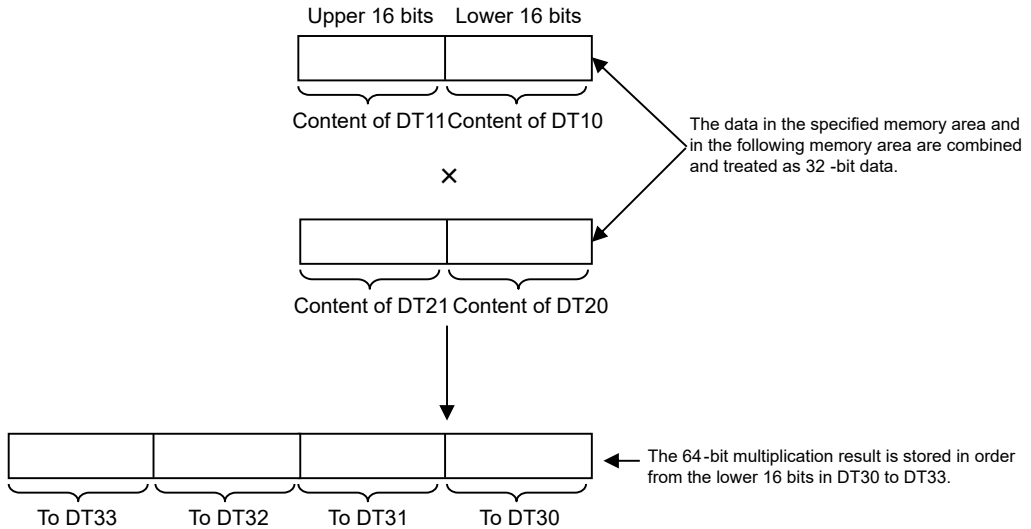 Upper 16 bits Lower 16 bits
Content of DT11 Content of DT10
The data in the specified memory area and
in the following memory area are combined
and treated as 32 -bit data.
×
Content of DT21 Content of DT20
The 64-bit multiplication result is stored in order
from the lower 16 bits in DT30 to DT33.
To DT33 To DT32 To DT31 To DT30